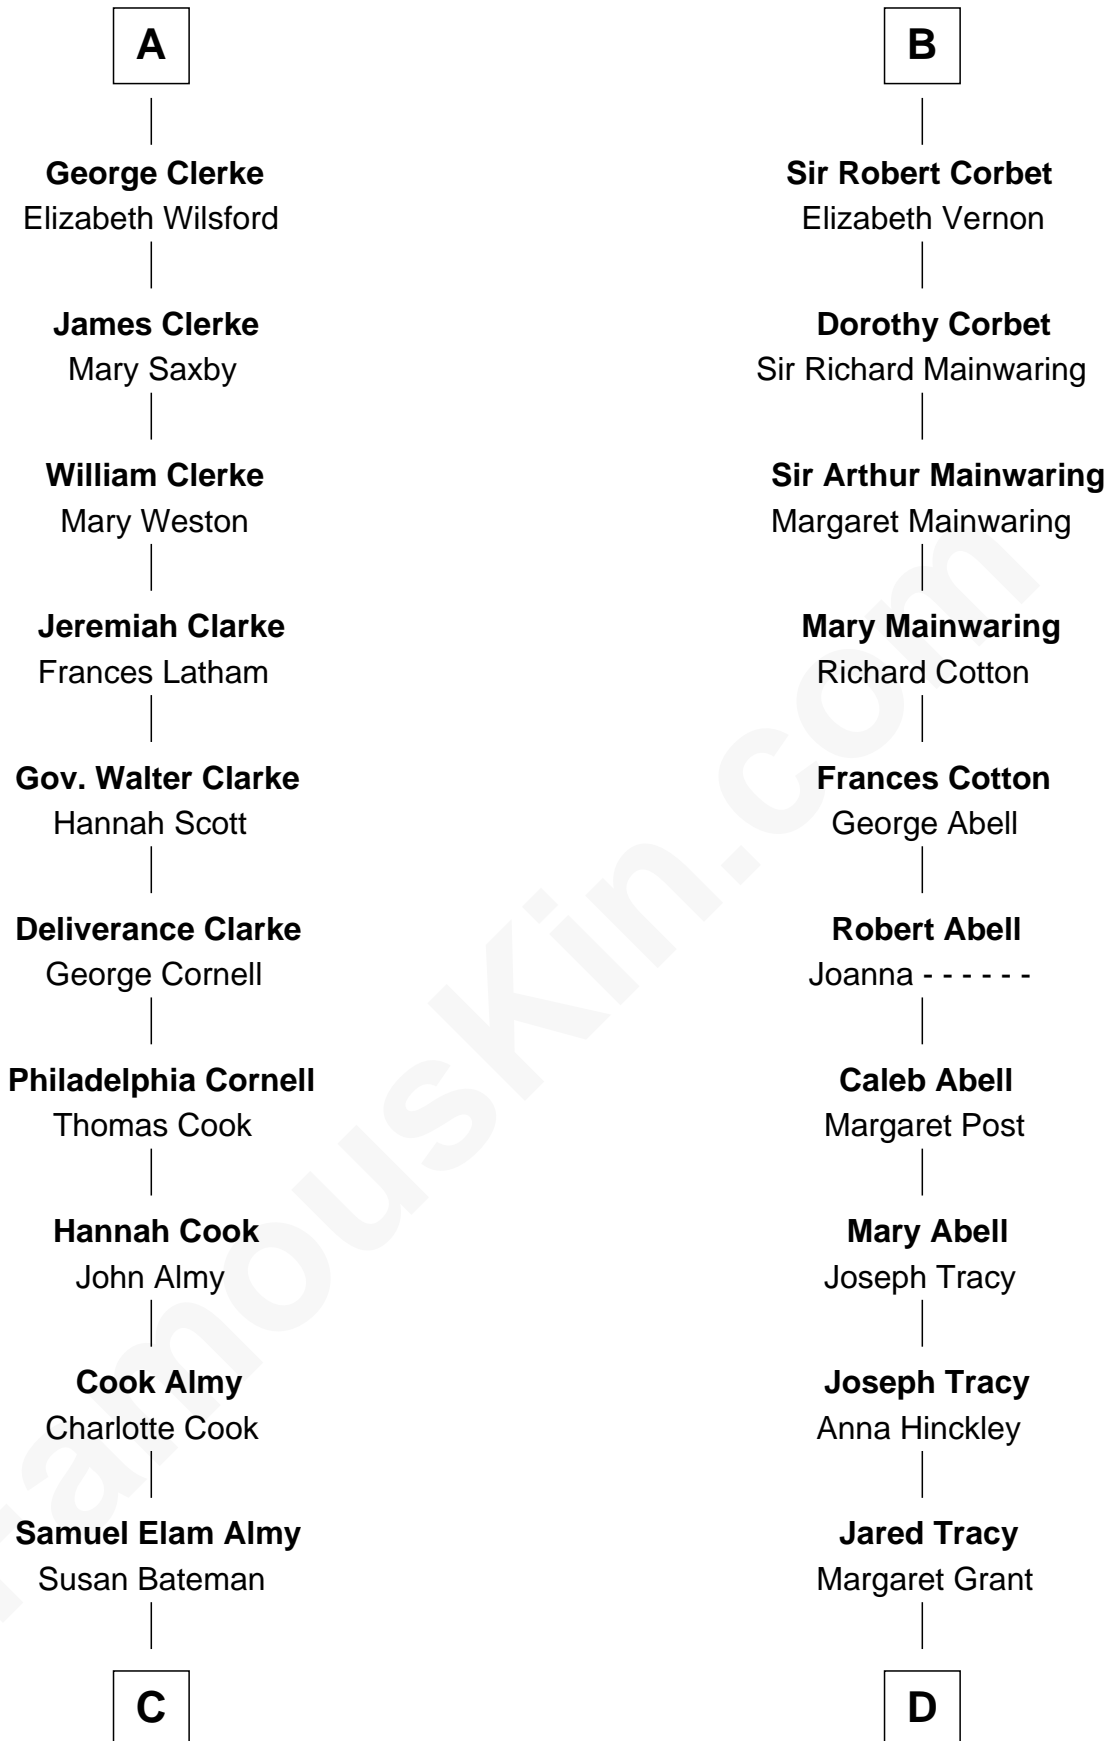 A
George Clerke
Elizabeth Wilsford
James Clerke
Mary Saxby
William Clerke
Mary Weston
Jeremiah Clarke
Frances Latham
Gov. Walter Clarke
Hannah Scott
Deliverance Clarke
George Cornell
Philadelphia Cornell
Thomas Cook
Hannah Cook
John Almy
Cook Almy
Charlotte Cook
Samuel Elam Almy
Susan Bateman
C
B
Sir Robert Corbet
Elizabeth Vernon
Dorothy Corbet
Sir Richard Mainwaring
Sir Arthur Mainwaring
Margaret Mainwaring
Mary Mainwaring
Richard Cotton
Frances Cotton
George Abell
Robert Abell
Joanna - - - - - -
Caleb Abell
Margaret Post
Mary Abell
Joseph Tracy
Joseph Tracy
Anna Hinckley
Jared Tracy
Margaret Grant
D
FamousKin.com